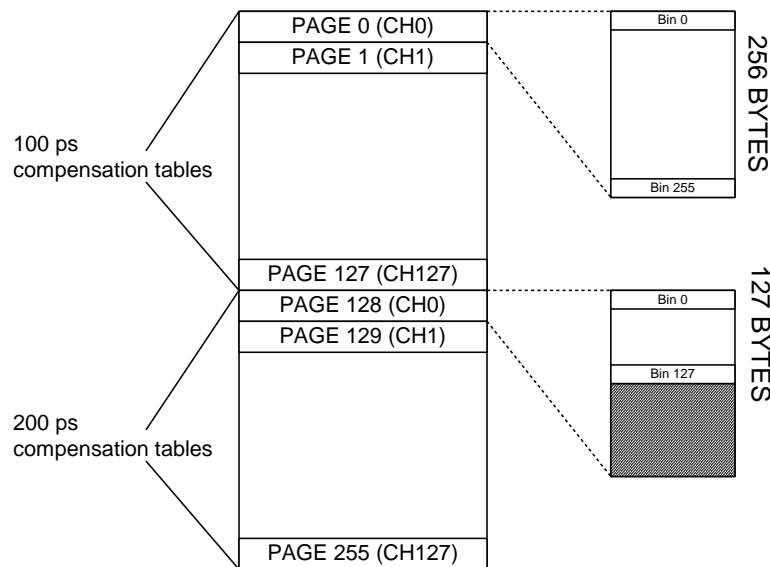 PAGE 0 (CH0)
PAGE 1 (CH1)
100 ps
compensation tables
PAGE 127 (CH127)
PAGE 128 (CH0)
PAGE 129 (CH1)
200 ps
compensation tables
PAGE 255 (CH127)
Bin 0
Bin 255
256 BYTES
Bin 0
Bin 127
127 BYTES